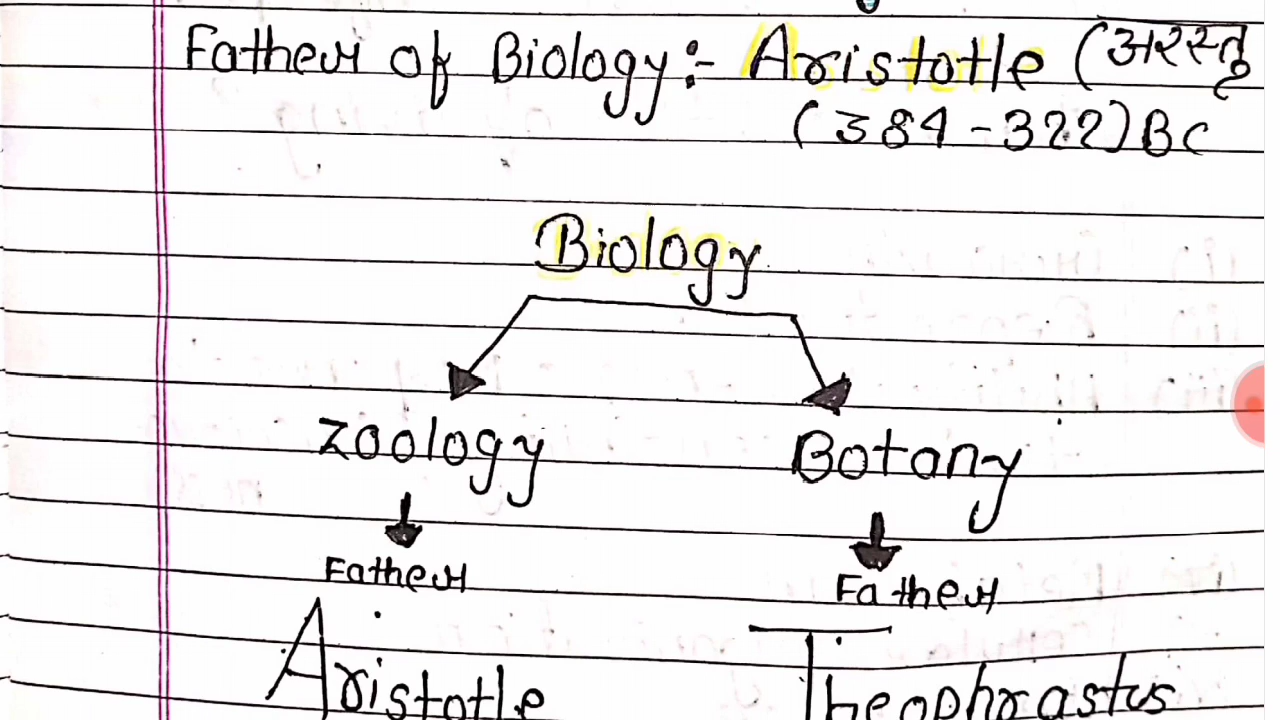 Father of Biology:- Aristotle (अरस्तू
(384-322)BC
Biology
Zoology Botany
Father Father
Aristotle Theophrastus